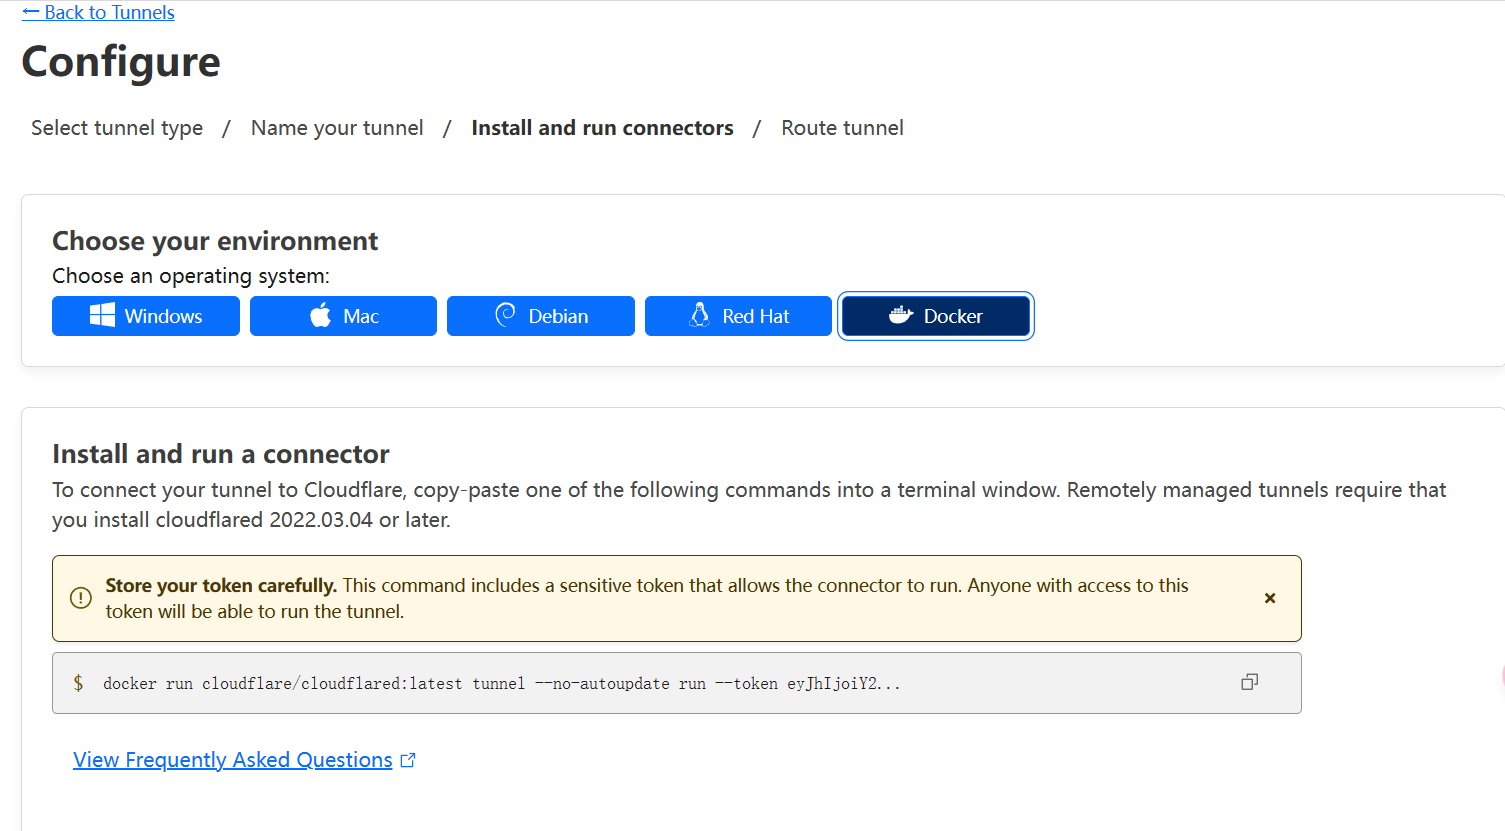 ← Back to Tunnels
Configure
Select tunnel type / Name your tunnel / Install and run connectors / Route tunnel
Choose your environment
Choose an operating system:
Windows Mac Debian Red Hat Docker
Install and run a connector
To connect your tunnel to Cloudflare, copy-paste one of the following commands into a terminal window. Remotely managed tunnels require that
you install cloudflared 2022.03.04 or later.
Store your token carefully. This command includes a sensitive token that allows the connector to run. Anyone with access to this
token will be able to run the tunnel.
$ docker run cloudflare/cloudflared:latest tunnel --no-autoupdate run --token eyJhIjoiY2...
View Frequently Asked Questions